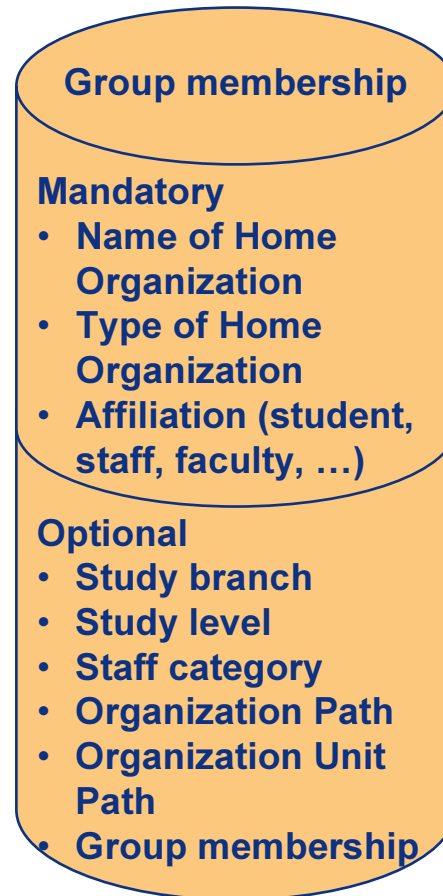 Group membership
Mandatory
• Name of Home
Organization
• Type of Home
Organization
• Affiliation (student,
staff, faculty, …)
Optional
• Study branch
• Study level
• Staff category
• Organization Path
• Organization Unit
Path
• Group membership